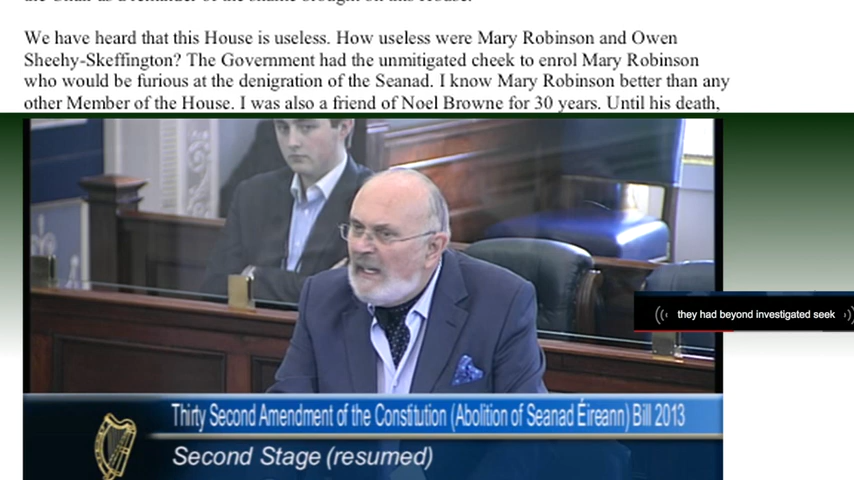 We have heard that this House is useless. How useless were Mary Robinson and Owen
Sheehy-Skeffington? The Government had the unmitigated cheek to enrol Mary Robinson
who would be furious at the denigration of the Seanad. I know Mary Robinson better than any
other Member of the House. I was also a friend of Noel Browne for 30 years. Until his death,
they had beyond investigated seek
Thirty Second Amendment of the Constitution (Abolition of Seanad Éireann) Bill 2013
Second Stage (resumed)